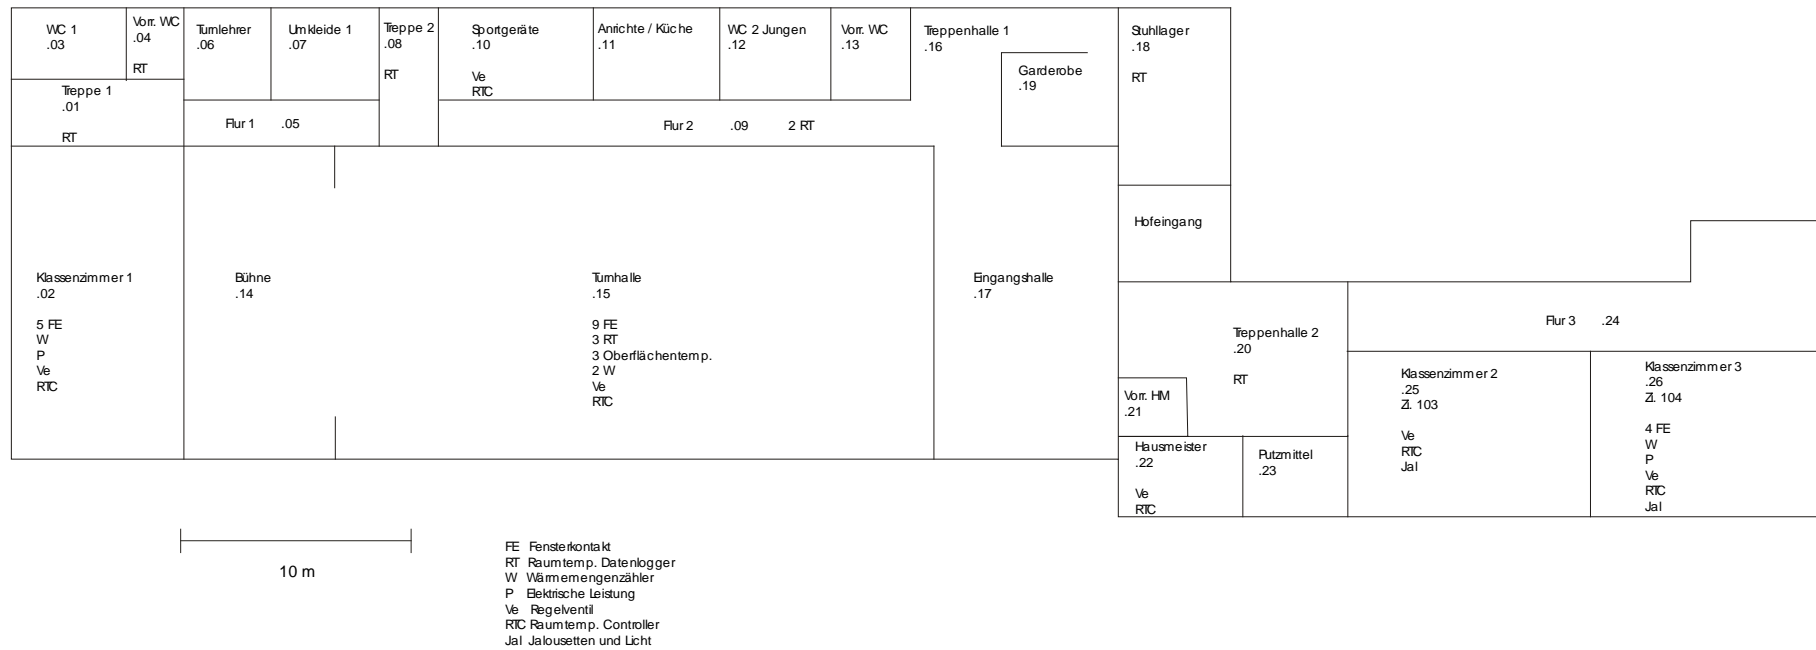 WC 1
.03
Vorr. WC
.04
RT
Turnlehrer
.06
Umkleide 1
.07
Treppe 2
.08
RT
Sportgeräte
.10
Ve
RTC
Anrichte / Küche
.11
WC 2 Jungen
.12
Vorr. WC
.13
Treppenhalle 1
.16
Garderobe
.19
Stuhllager
.18
RT
Treppe 1
.01
RT
Flur 1 .05
Flur 2 .09 2 RT
Hofeingang
Klassenzimmer 1
.02
5 FE
W
P
Ve
RTC
Bühne
.14
Turnhalle
.15
9 FE
3 RT
3 Oberflächentemp.
2 W
Ve
RTC
Eingangshalle
.17
Treppenhalle 2
.20
RT
Flur 3 .24
Vorr. HM
.21
Hausmeister
.22
Ve
RTC
Putzmittel
.23
Klassenzimmer 2
.25
Zi. 103
Ve
RTC
Jal
Klassenzimmer 3
.26
Zi. 104
4 FE
W
P
Ve
RTC
Jal
10 m
FE Fensterkontakt
RT Raumtemp. Datenlogger
W Wärmemengenzähler
P Elektrische Leistung
Ve Regelventil
RTC Raumtemp. Controller
Jal Jalousetten und Licht